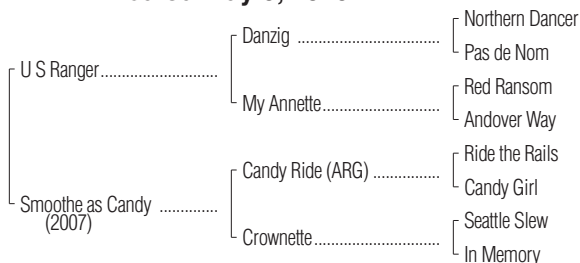 Northern Dancer
Danzig ......................................
Pas de Nom
U S Ranger...............................
Red Ransom
My Annette...............................
Andover Way
Ride the Rails
Candy Ride (ARG) .....................
Candy Girl
Smoothe as Candy ...............
(2007)
Seattle Slew
Crownette.................................
In Memory